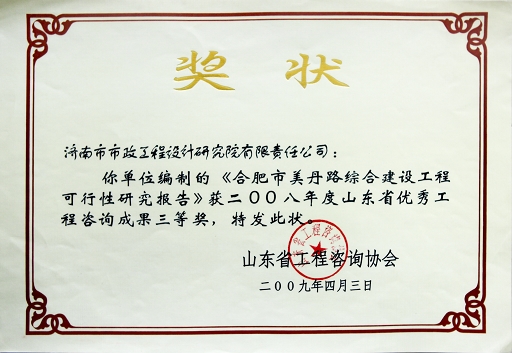 奖状
济南市市政工程设计研究院有限责任公司：
你单位编制的《合肥市美丹路综合建设工程
可行性研究报告》获二〇〇八年度山东省优秀工
程咨询成果三等奖，特发此状。
山东省工程咨询协会
二〇〇九年四月三日